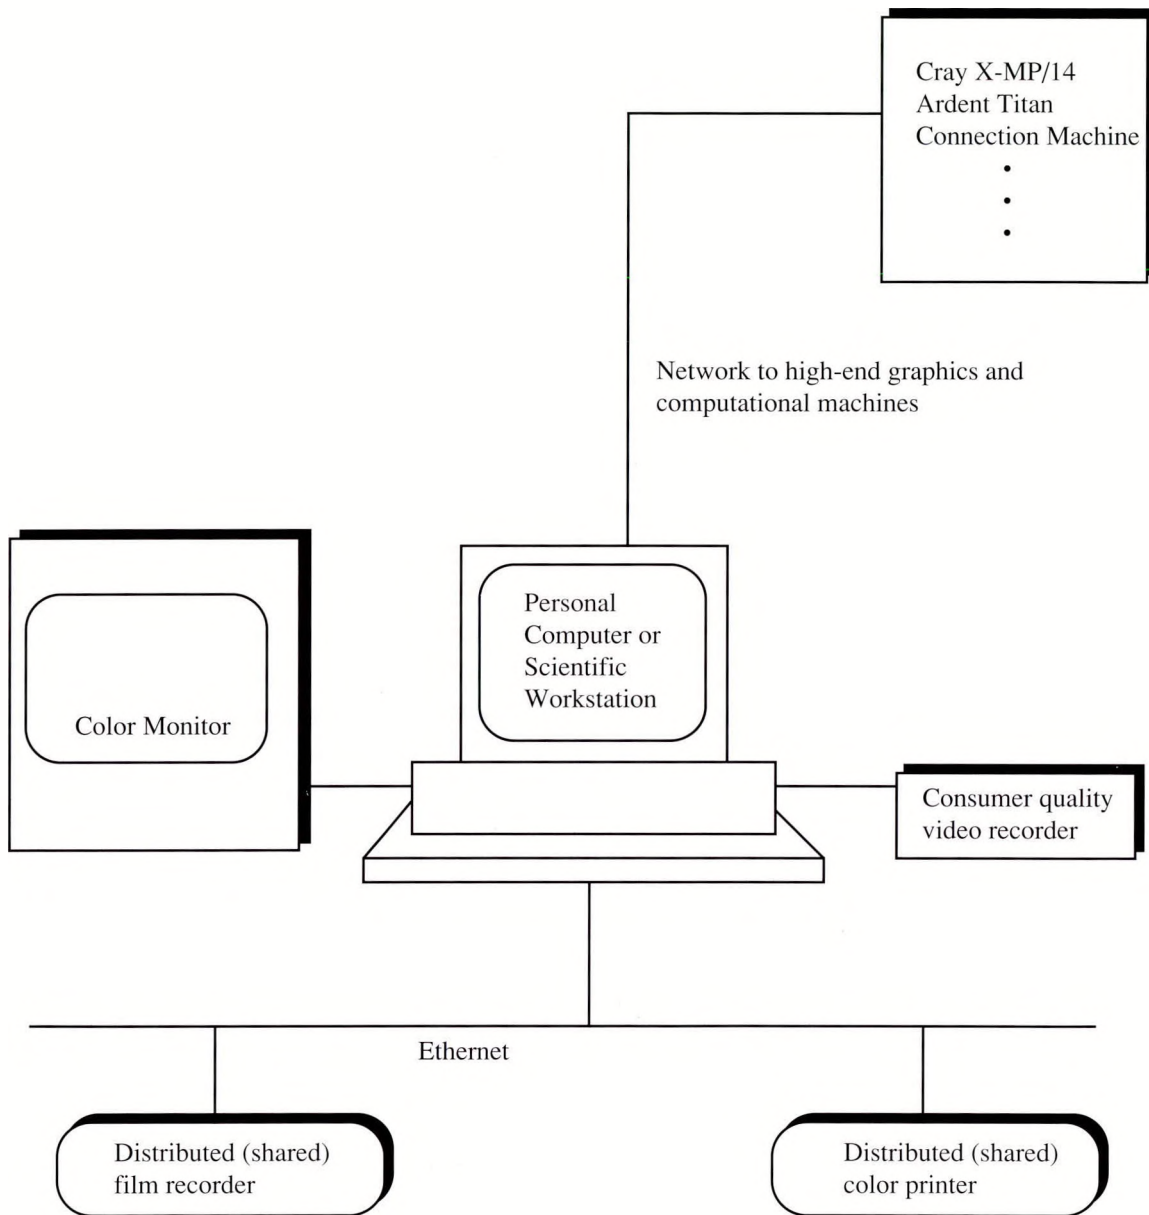 Cray X-MP/14
Ardent Titan
Connection Machine
Network to high-end graphics and
computational machines
Personal
Computer or
Scientific
Workstation
Color Monitor
Consumer quality
video recorder
Ethernet
Distributed (shared)
film recorder
Distributed (shared)
color printer